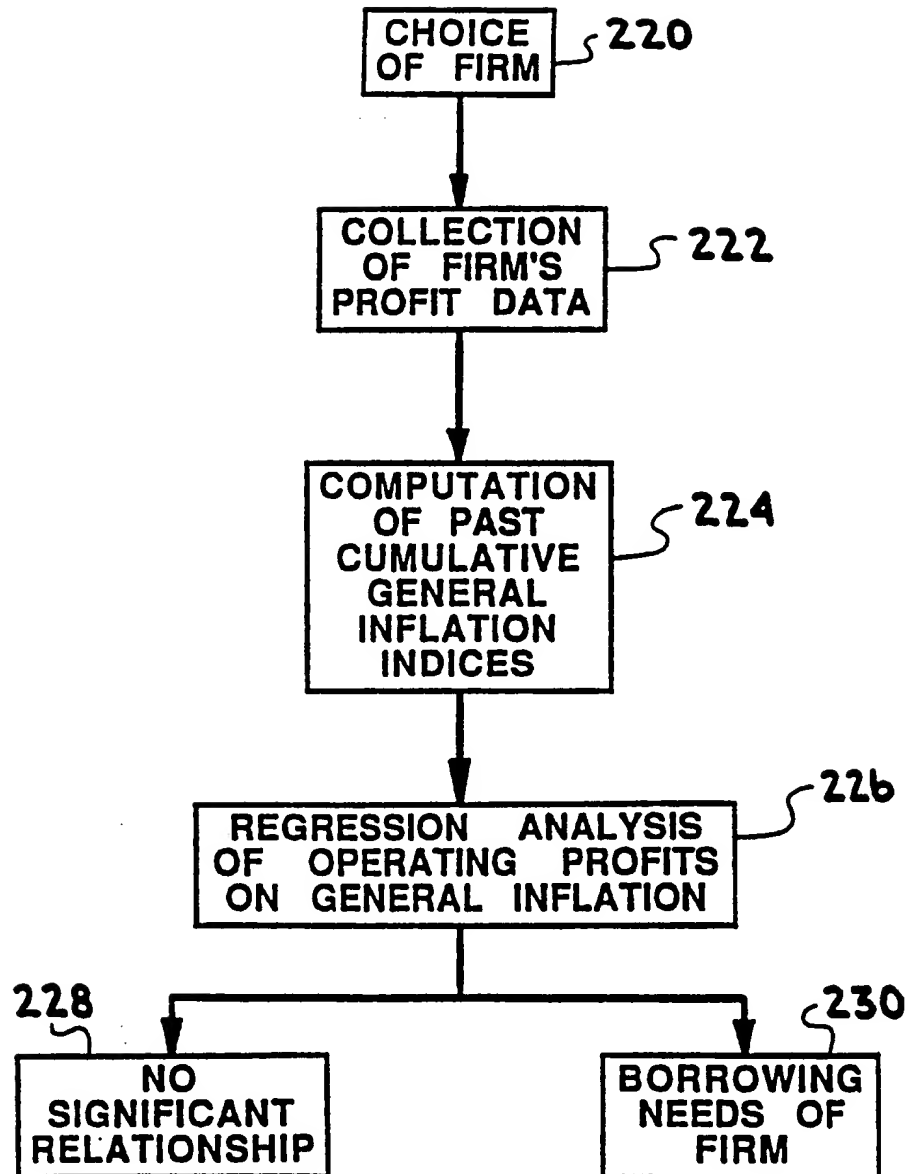 CHOICE
OF FIRM
220
COLLECTION
OF FIRM'S
PROFIT DATA
222
COMPUTATION
OF PAST
CUMULATIVE
GENERAL
INFLATION
INDICES
224
REGRESSION ANALYSIS
OF OPERATING PROFITS
ON GENERAL INFLATION
226
228
NO
SIGNIFICANT
RELATIONSHIP
230
BORROWING
NEEDS OF
FIRM